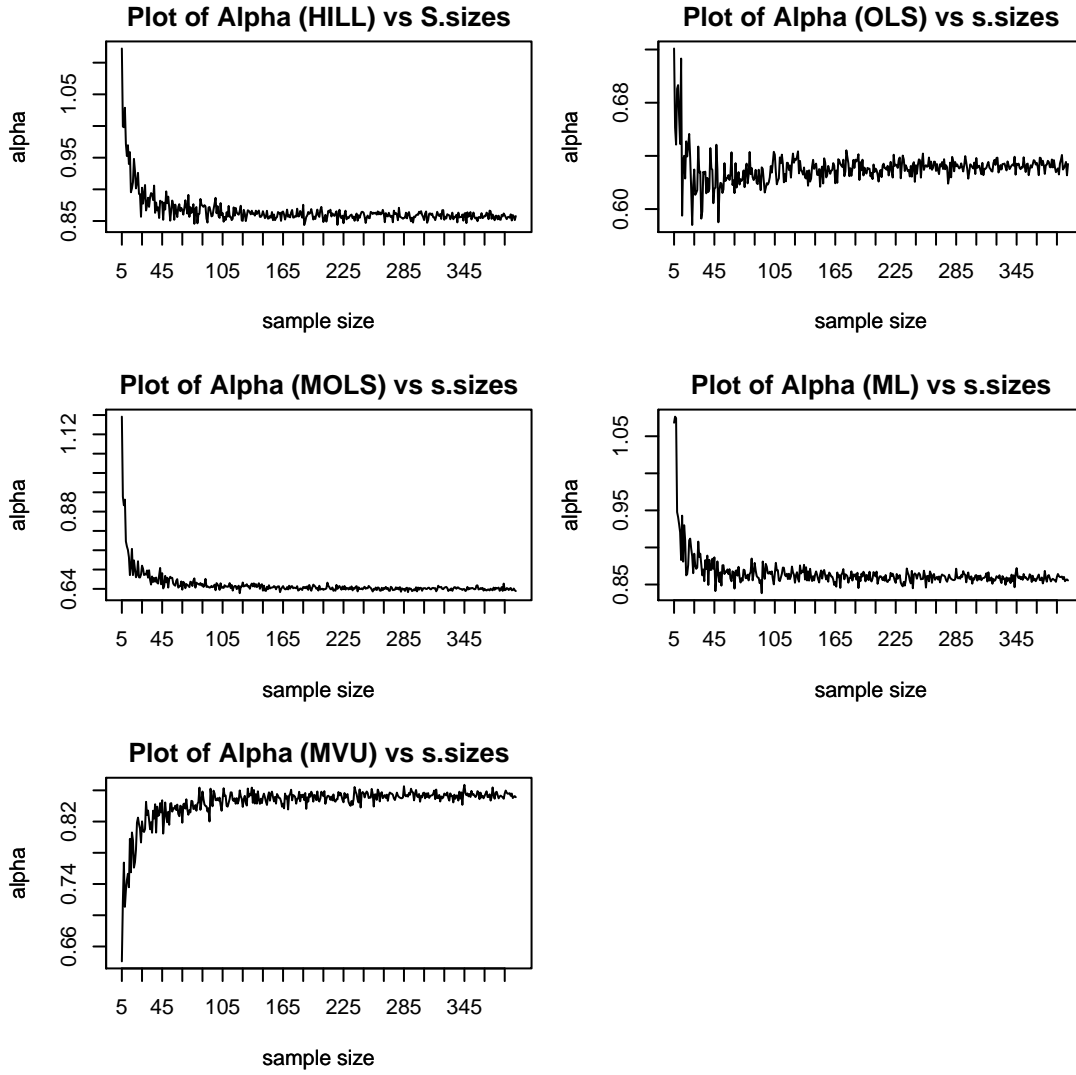 Plot of Alpha (HILL) vs S.sizes
alpha
0.85 0.95 1.05
5 45 105 165 225 285 345
sample size
Plot of Alpha (OLS) vs s.sizes
alpha
0.60 0.68
5 45 105 165 225 285 345
sample size
Plot of Alpha (MOLS) vs s.sizes
alpha
0.64 0.88 1.12
5 45 105 165 225 285 345
sample size
Plot of Alpha (ML) vs s.sizes
alpha
0.85 0.95 1.05
5 45 105 165 225 285 345
sample size
Plot of Alpha (MVU) vs s.sizes
alpha
0.66 0.74 0.82
5 45 105 165 225 285 345
sample size